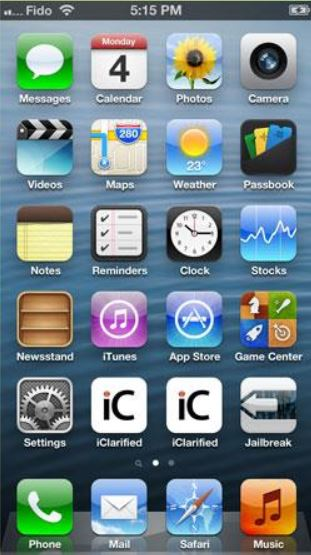 Fido 5:15 PM
Monday
4
Messages Calendar Photos Camera
280
23°
Videos Maps Weather Passbook
Notes Reminders Clock Stocks
Newsstand iTunes App Store Game Center
iC iC
Settings iClarified iClarified Jailbreak
Phone Mail Safari Music